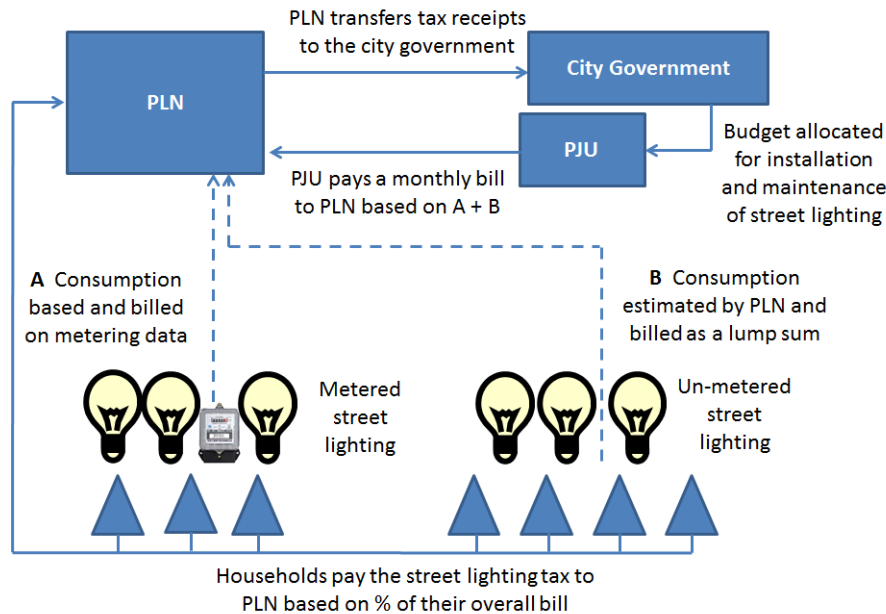 PLN transfers tax receipts
to the city government
City Government
PLN
PJU
Budget allocated
for installation
and maintenance
of street lighting
PJU pays a monthly bill
to PLN based on A + B
A Consumption
based and billed
on metering data
B Consumption
estimated by PLN and
billed as a lump sum
Metered
street
lighting
Un-metered
street
lighting
Households pay the street lighting tax to
PLN based on % of their overall bill